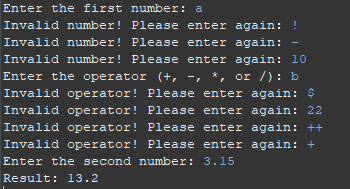 Enter the first number: a
Invalid number! Please enter again: !
Invalid number! Please enter again: -
Invalid number! Please enter again: 10
Enter the operator (+, -, *, or /): b
Invalid operator! Please enter again: $
Invalid operator! Please enter again: 22
Invalid operator! Please enter again: ++
Invalid operator! Please enter again: +
Enter the second number: 3.15
Result: 13.2